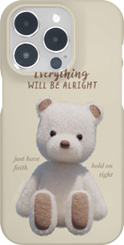 Everything
WILL BE ALRIGHT
just have
faith
hold on
tight